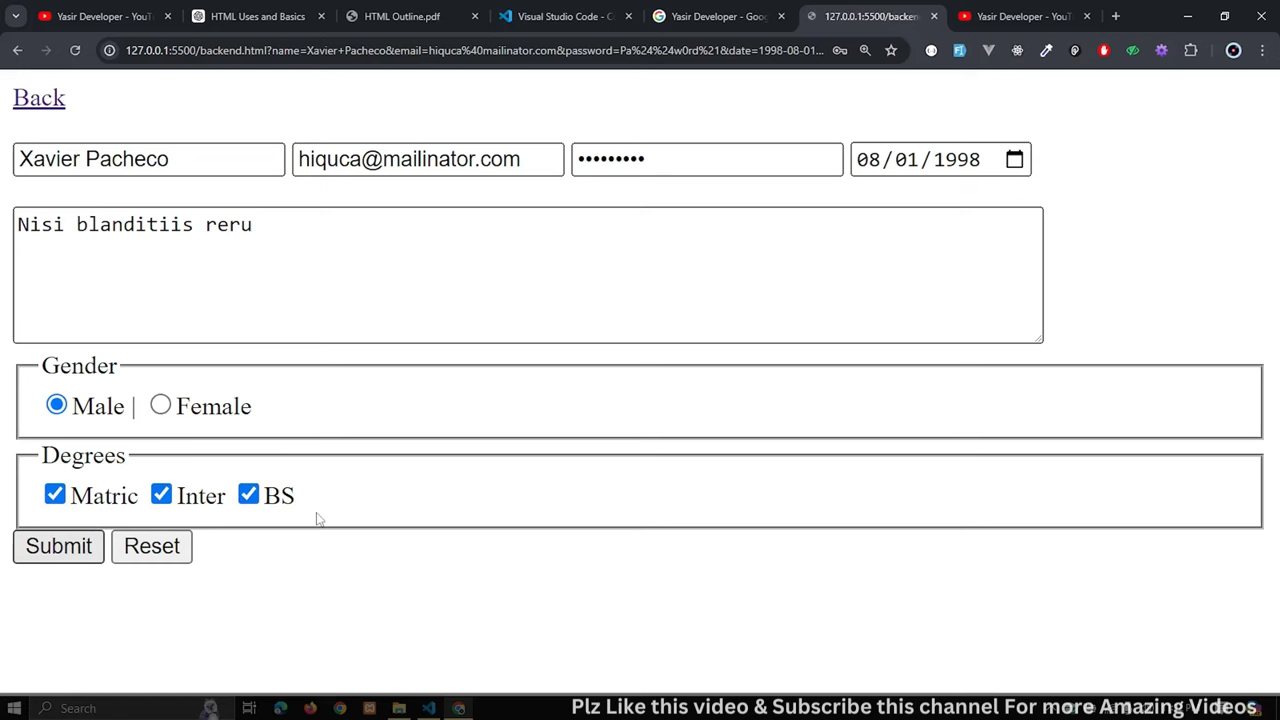 Yasir Developer - YouT
HTML Uses and Basics
HTML Outline.pdf
Visual Studio Code - C
Yasir Developer - Goog
127.0.0.1:5500/backen
Yasir Developer - YouTu
127.0.0.1:5500/backend.html?name=Xavier+Pacheco&email=hiquca%40mailinator.com&password=Pa%24%24w0rd%21&date=1998-08-01...
Back
Xavier Pacheco hiquca@mailinator.com ••••••••• 08/01/1998
Nisi blanditiis reru
Gender
Male | Female
Degrees
Matric Inter BS
Submit Reset
Search
Plz Like this video & Subscribe this channel For more Amazing Videos